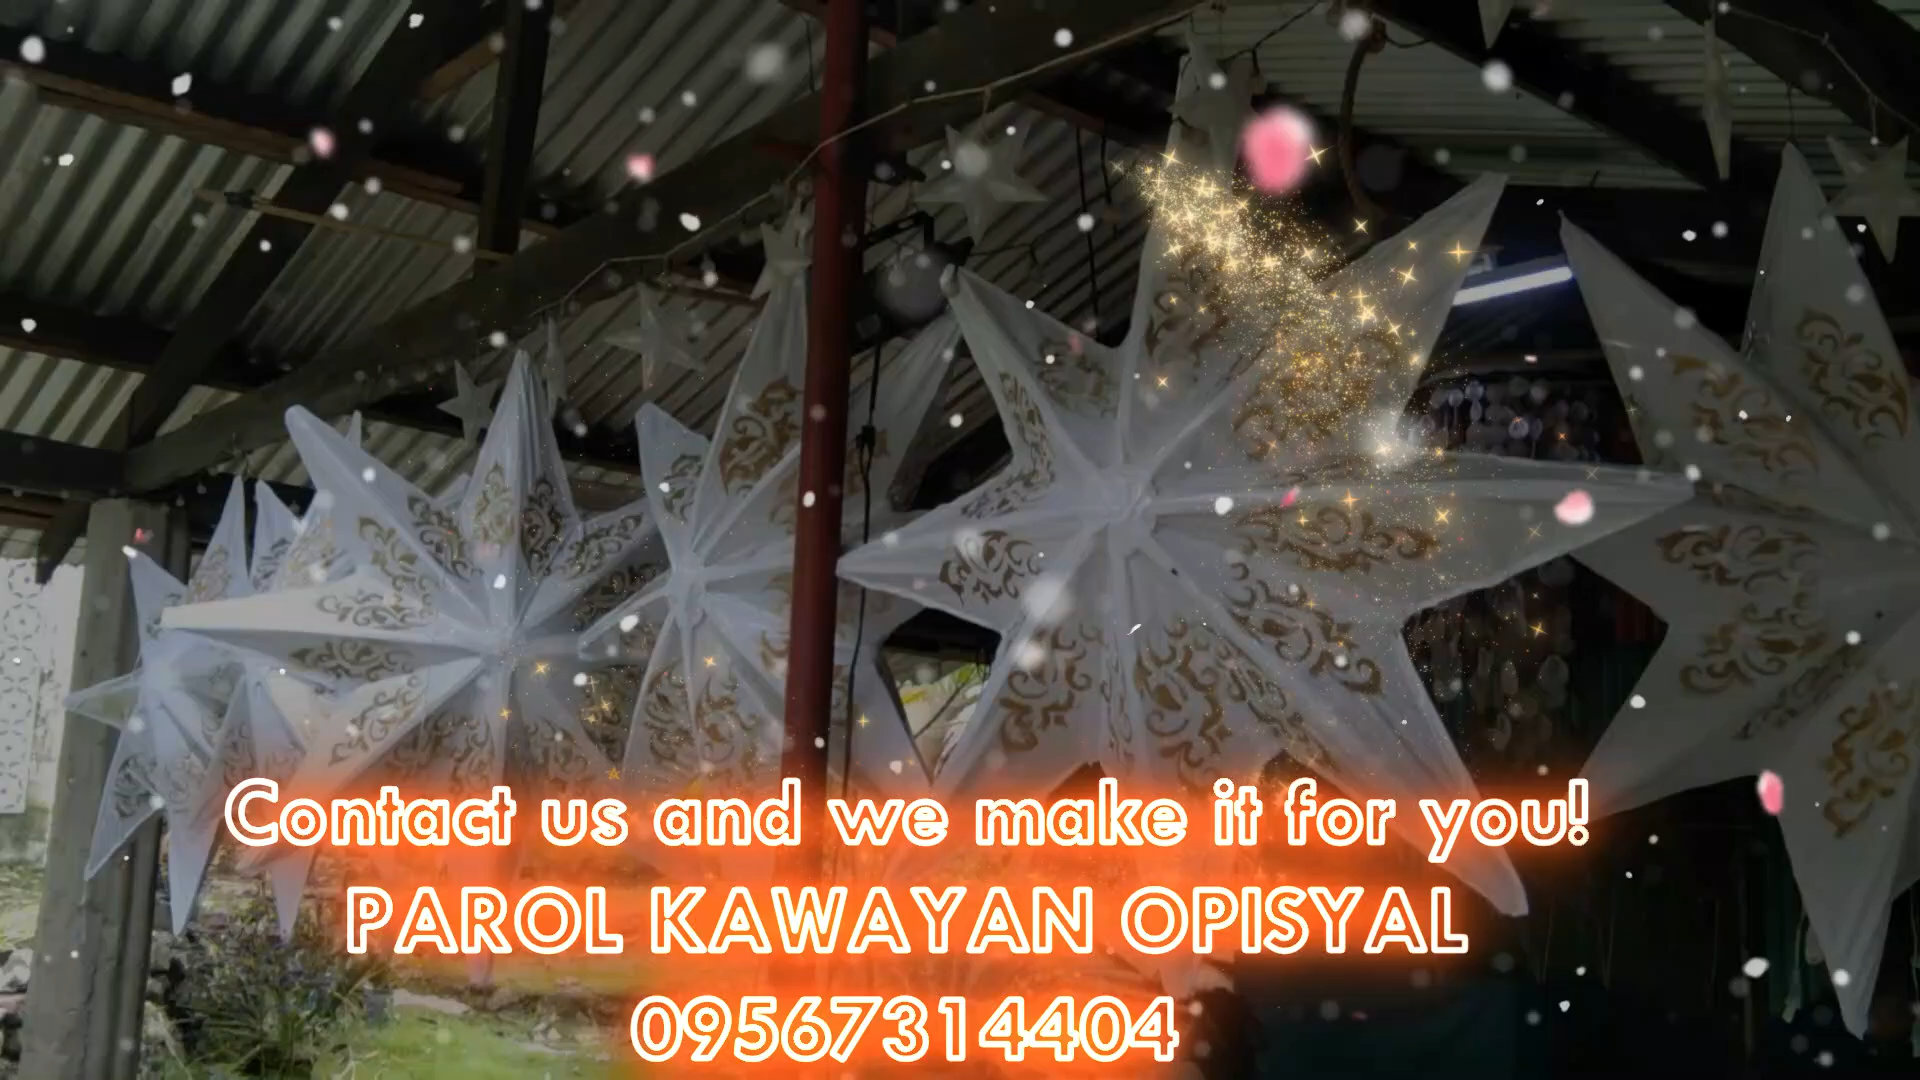 Contact us and we make it for you!
PAROL KAWAYAN OPISYAL
09567314404